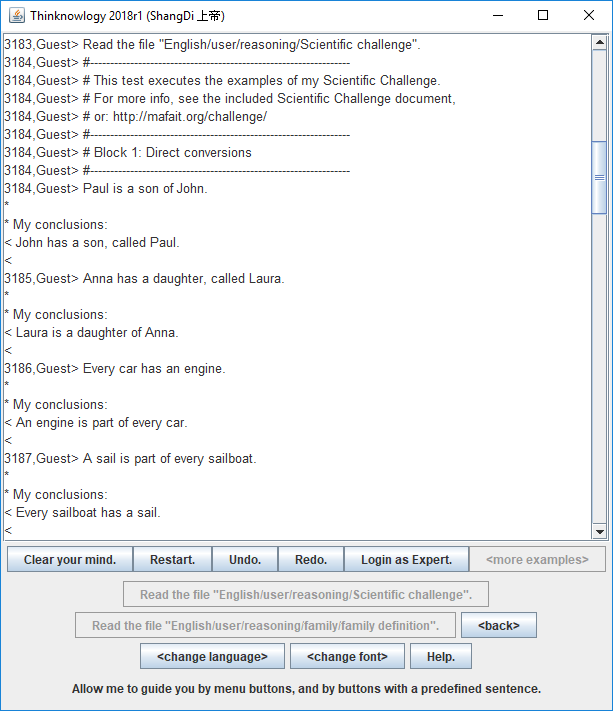 Thinknowlogy 2018r1 (ShangDi 上帝)
3183,Guest> Read the file "English/user/reasoning/Scientific challenge".
3184,Guest> #----------------------------------------------------------------------
3184,Guest> # This test executes the examples of my Scientific Challenge.
3184,Guest> # For more info, see the included Scientific Challenge document,
3184,Guest> # or: http://mafait.org/challenge/
3184,Guest> #----------------------------------------------------------------------
3184,Guest> # Block 1: Direct conversions
3184,Guest> #----------------------------------------------------------------------
3184,Guest> Paul is a son of John.
*
* My conclusions:
< John has a son, called Paul.
<
3185,Guest> Anna has a daughter, called Laura.
*
* My conclusions:
< Laura is a daughter of Anna.
<
3186,Guest> Every car has an engine.
*
* My conclusions:
< An engine is part of every car.
<
3187,Guest> A sail is part of every sailboat.
*
* My conclusions:
< Every sailboat has a sail.
<
Clear your mind. Restart. Undo. Redo. Login as Expert. <more examples>
Read the file "English/user/reasoning/Scientific challenge".
Read the file "English/user/reasoning/family/family definition". <back>
<change language> <change font> Help.
Allow me to guide you by menu buttons, and by buttons with a predefined sentence.